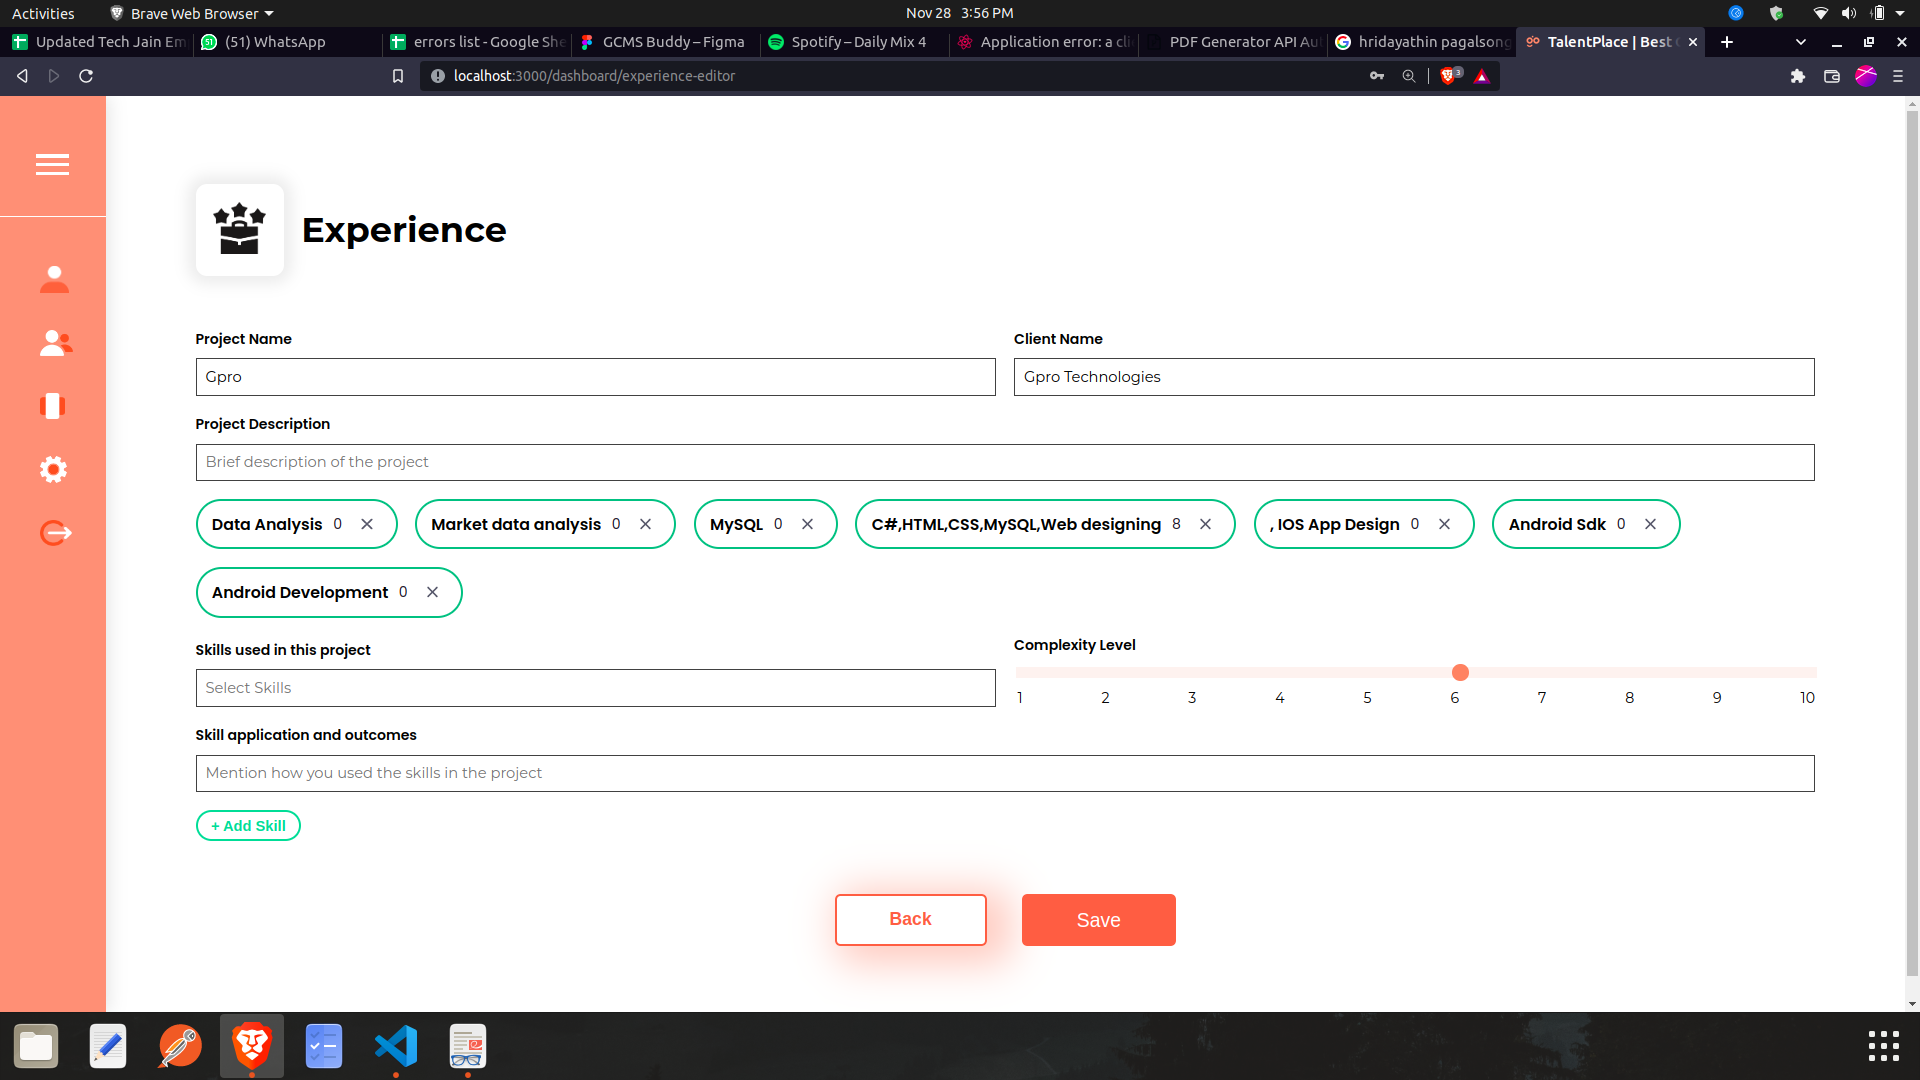 Activities Brave Web Browser Nov 28 3:56 PM
Updated Tech Jain Em (51) WhatsApp errors list - Google She GCMS Buddy – Figma Spotify – Daily Mix 4 Application error: a clie PDF Generator API Aut hridayathin pagalsong TalentPlace | Best
localhost:3000/dashboard/experience-editor 3
Experience
Project Name Client Name
Gpro Gpro Technologies
Project Description
Brief description of the project
Data Analysis 0 Market data analysis 0 MySQL 0 C#,HTML,CSS,MySQL,Web designing 8 , IOS App Design 0 Android Sdk 0
Android Development 0
Skills used in this project Complexity Level
Select Skills
1 2 3 4 5 6 7 8 9 10
Skill application and outcomes
Mention how you used the skills in the project
+ Add Skill
Back Save